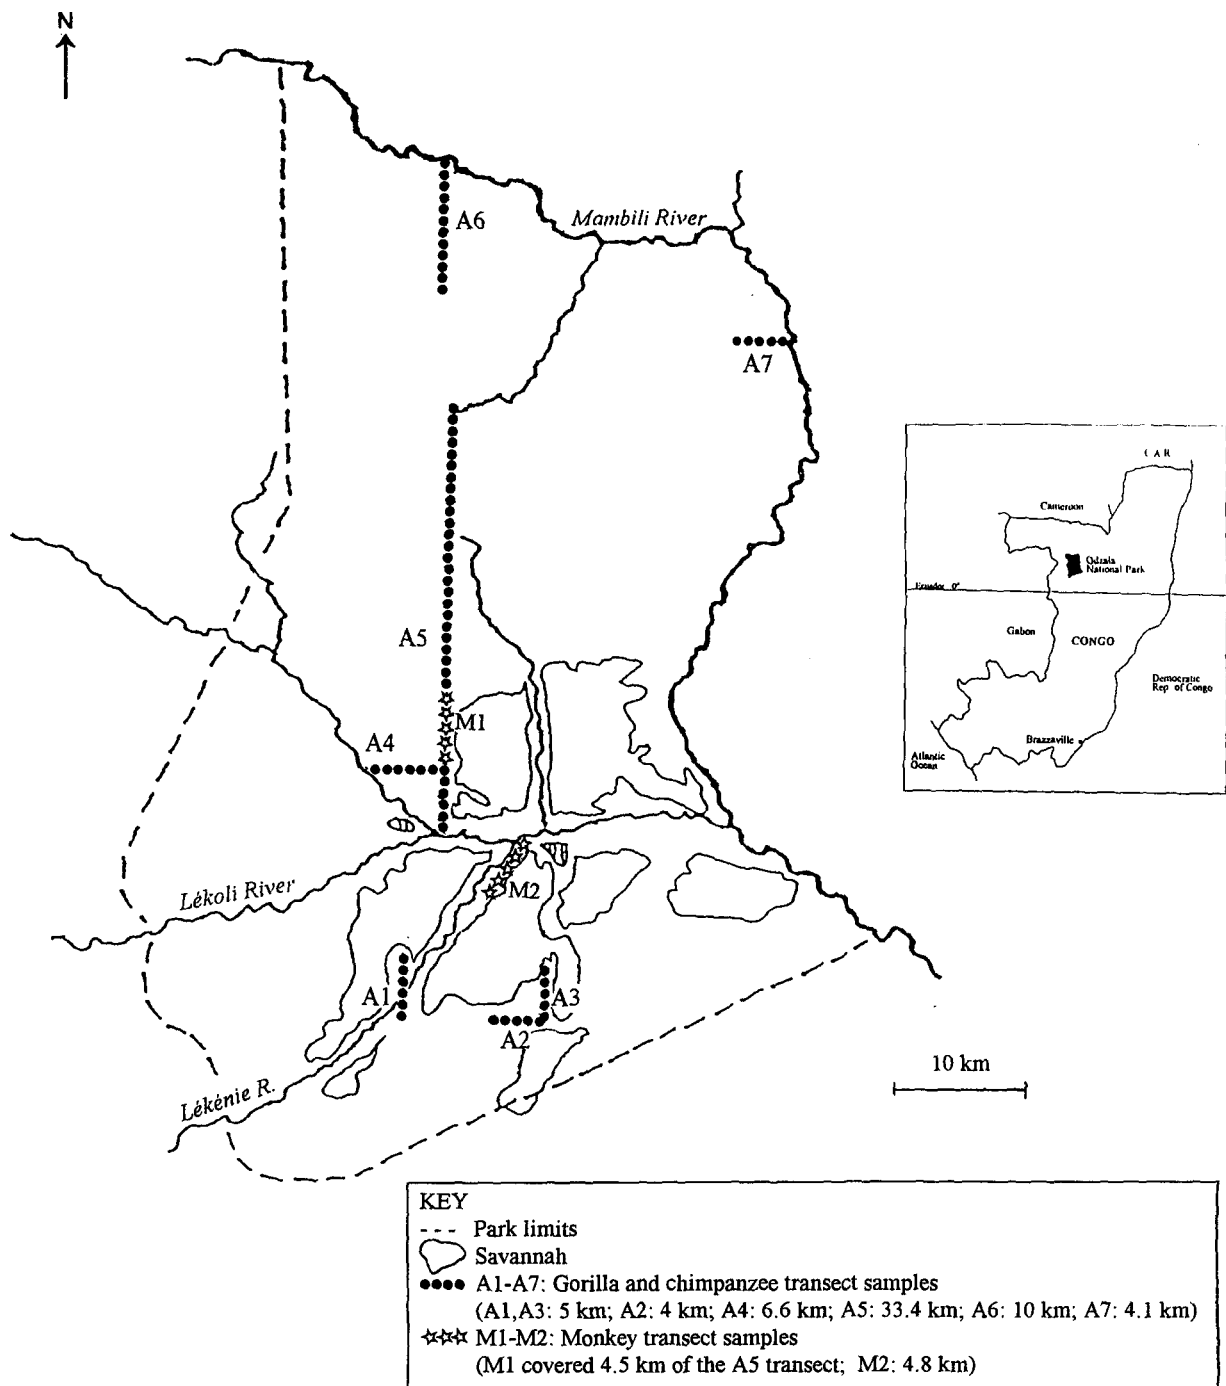 N
A6
Mambili River
A7
CAR
Cameroon
Odzala
National Park
Ecuador 0°
Gabon
CONGO
Democratic
Rep of Congo
Brazzaville
Atlantic
Ocean
A5
M1
A4
Lékoli River
M2
A1
A3
A2
Lékénie R.
10 km
KEY
Park limits
Savannah
A1-A7: Gorilla and chimpanzee transect samples
(A1,A3: 5 km; A2: 4 km; A4: 6.6 km; A5: 33.4 km; A6: 10 km; A7: 4.1 km)
M1-M2: Monkey transect samples
(M1 covered 4.5 km of the A5 transect; M2: 4.8 km)